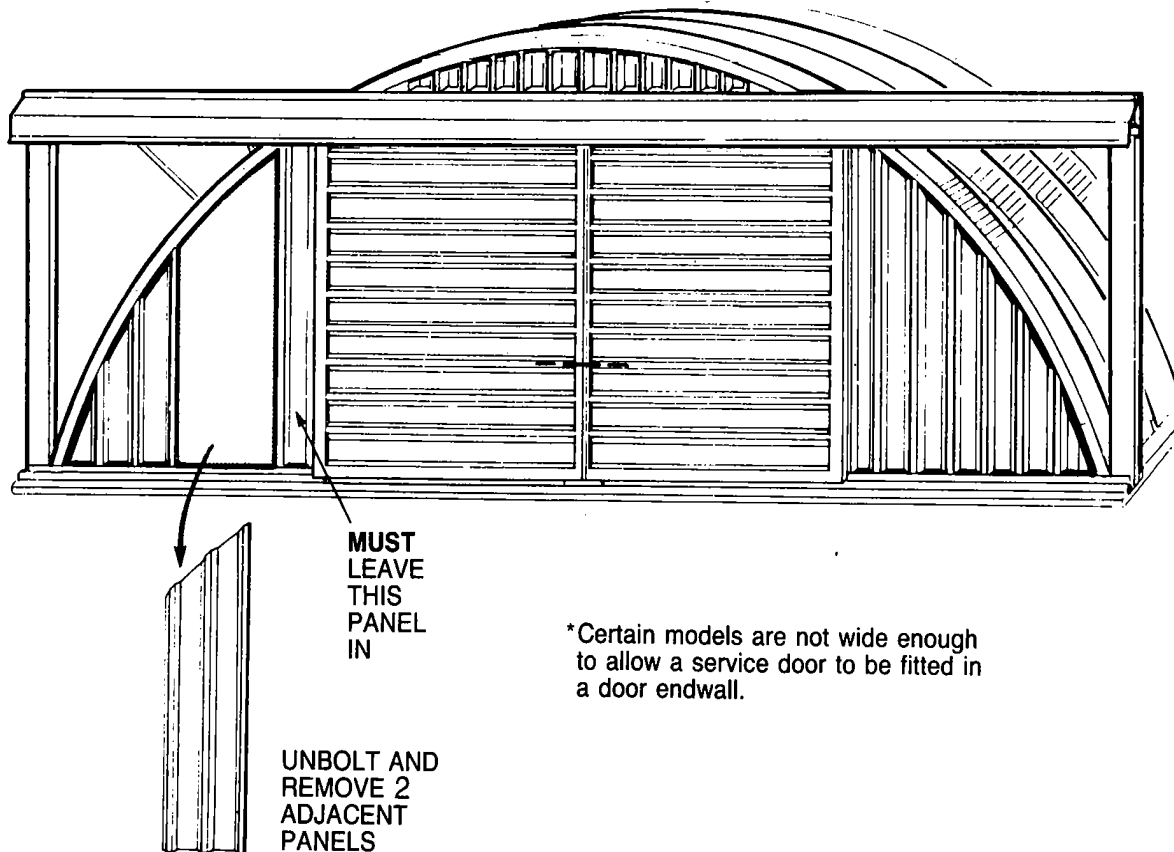 MUST
LEAVE
THIS
PANEL
IN
*Certain models are not wide enough
to allow a service door to be fitted in
a door endwall.
UNBOLT AND
REMOVE 2
ADJACENT
PANELS